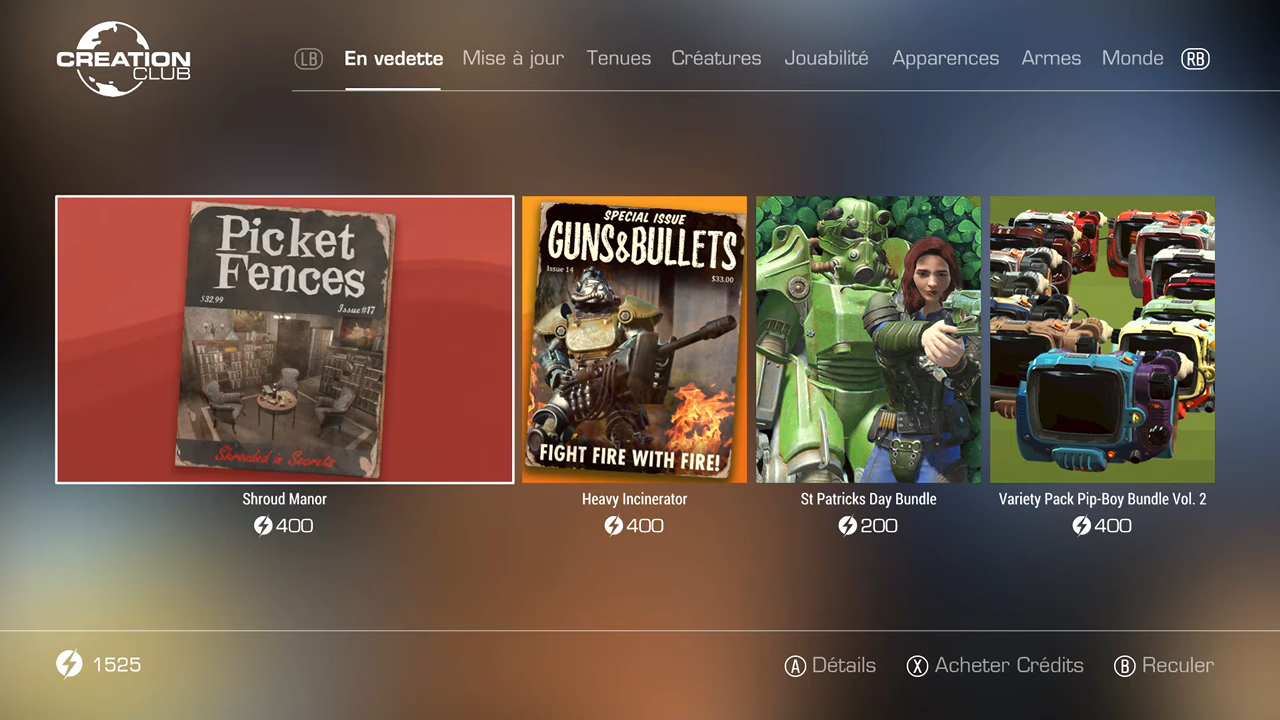 CREATION
CLUB
LB En vedette Mise à jour Tenues Créatures Jouabilité Apparences Armes Monde RB
Picket
Fences
$32.99
Issue #17
Shrouded in Secrets
SPECIAL ISSUE
GUNS&BULLETS
Issue 14
$33.00
FIGHT FIRE WITH FIRE!
Shroud Manor
400
Heavy Incinerator
400
St Patricks Day Bundle
200
Variety Pack Pip-Boy Bundle Vol. 2
400
1525
A Détails X Acheter Crédits B Reculer